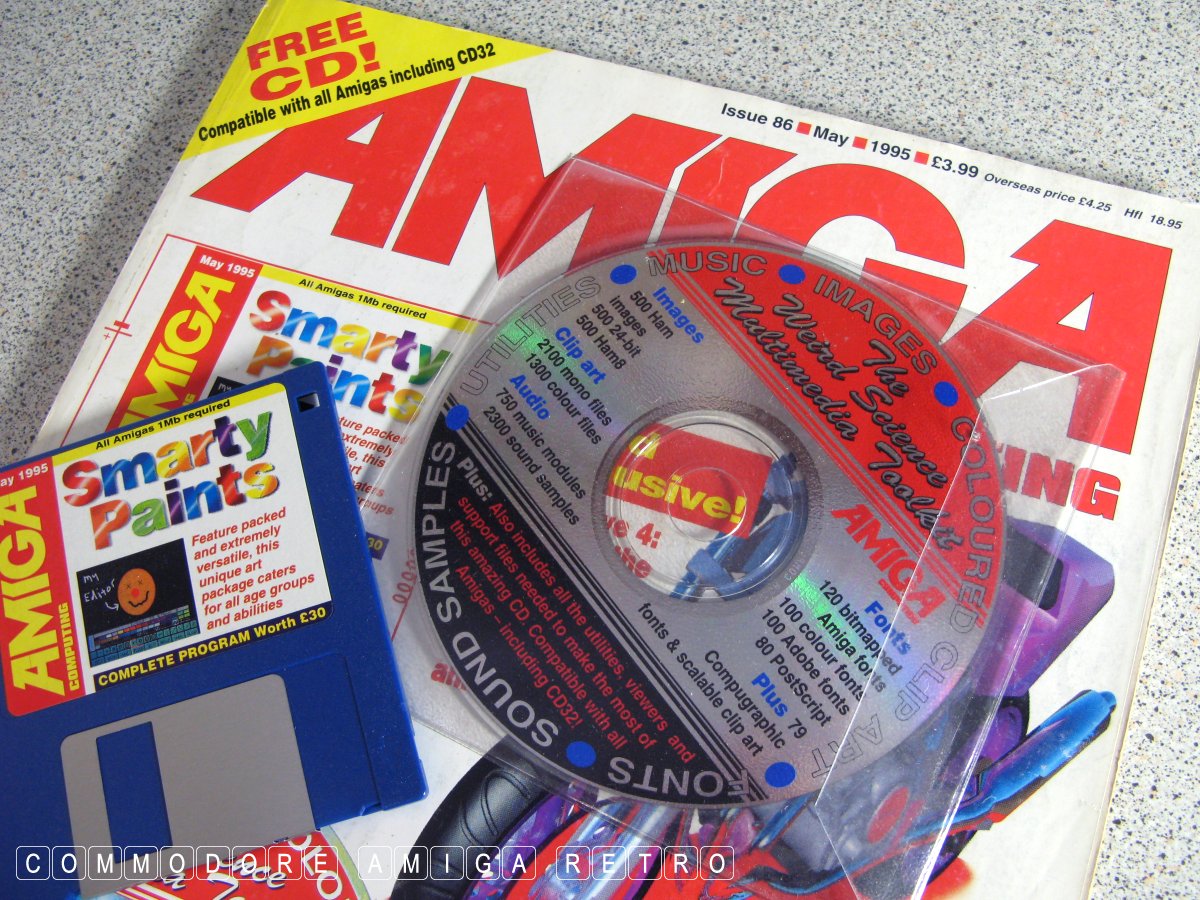 FREE
CD!
Compatible with all Amigas including CD32
AMIGA
Issue 86 ■ May ■ 1995 ■ £3.99 Overseas price £4.25 Hfl 18.95
May 1995
AMIGA
All Amigas 1Mb required
Smarty
Paints
MUSIC
IMAGES
COLOURED CLIP ART
FONTS
SOUND SAMPLES
UTILITIES
The
Weird Science
Multimedia Toolkit
AMIGA
Images
500 Ham
images
500 24-bit
500 Ham8
Clip art
2100 mono files
1300 colour files
Audio
750 music modules
2300 sound samples
Plus: Also includes all the utilities, viewers and
support files needed to make the most of
this amazing CD. Compatible with all
Amigas – including CD32!
Fonts
120 bitmapped
Amiga fonts
100 colour fonts
100 Adobe fonts
80 PostScript
Plus 79
Compugraphic
fonts & scalable clip art
May 1995
AMIGA
COMPUTING
All Amigas 1Mb required
Smarty
Paints
my
Editor
Feature packed
and extremely
versatile, this
unique art
package caters
for all age groups
and abilities
COMPLETE PROGRAM Worth £30
COMMODORE AMIGA RETRO